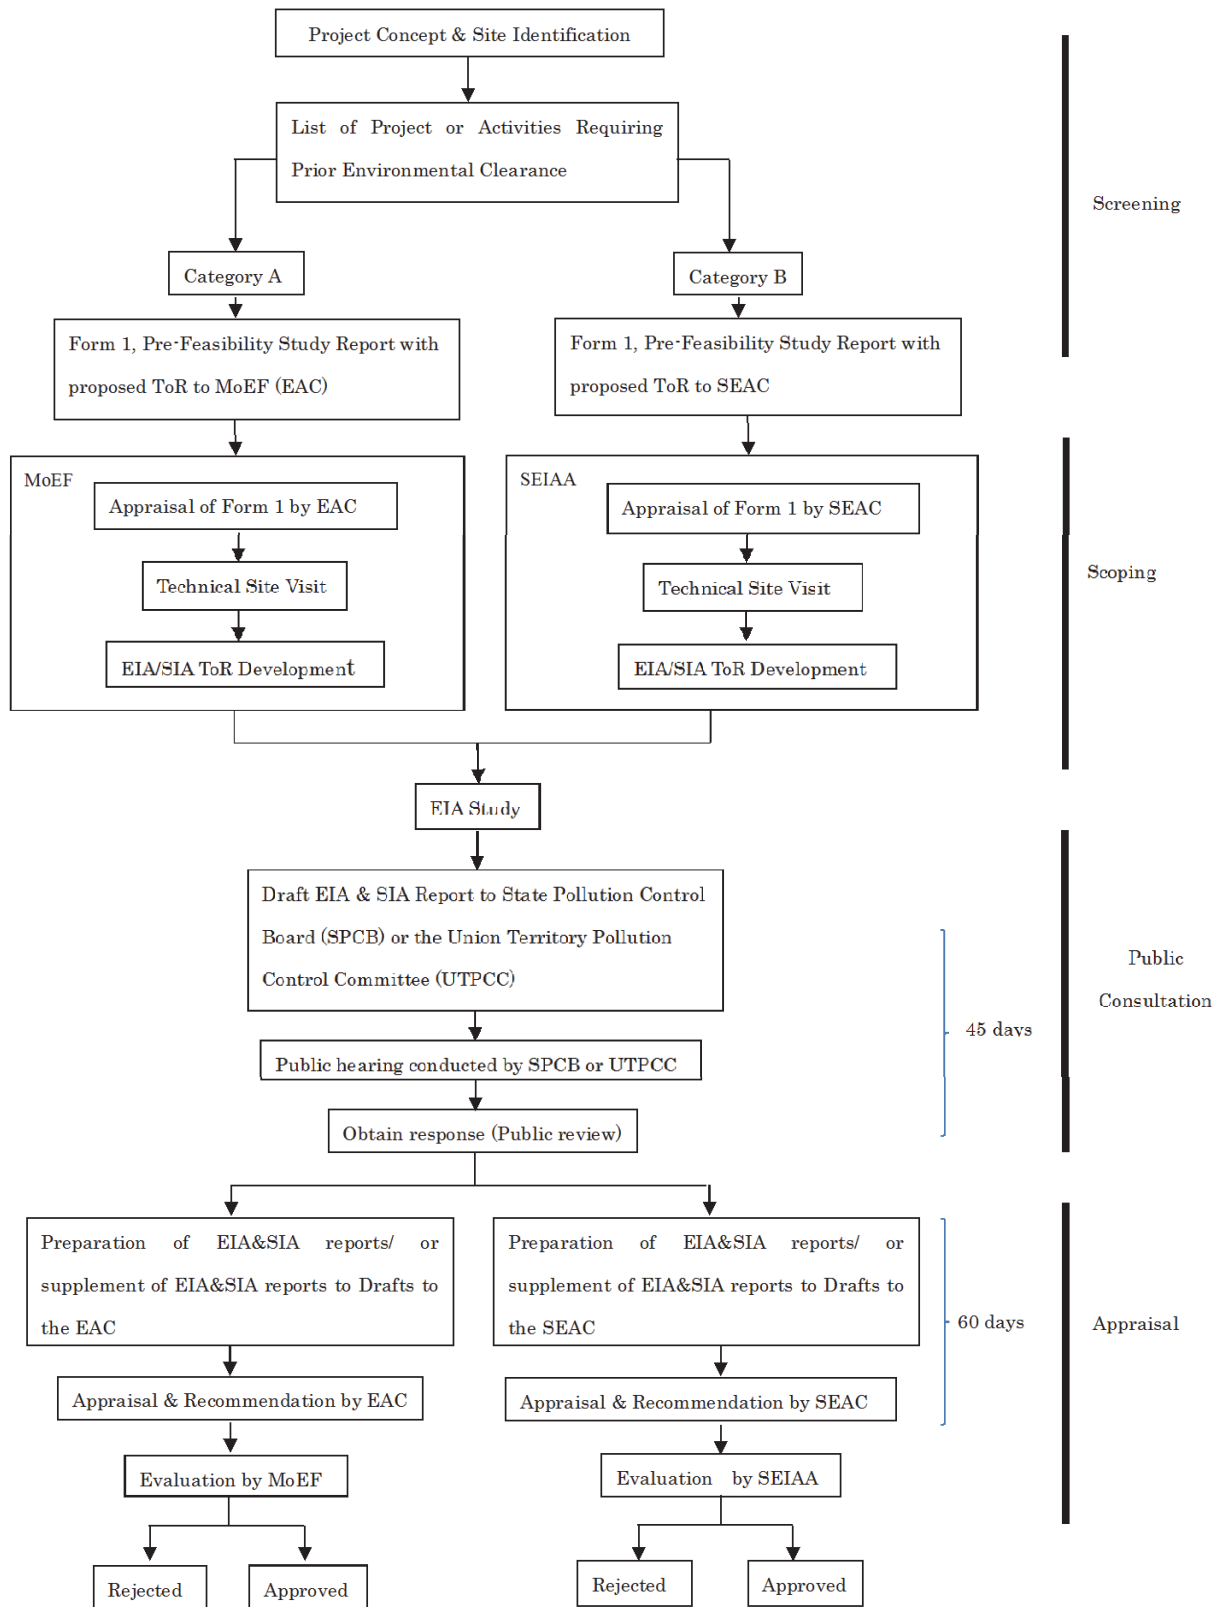 Project Concept & Site Identification
List of Project or Activities Requiring
Prior Environmental Clearance
Screening
Category A
Category B
Form 1, Pre-Feasibility Study Report with
proposed ToR to MoEF (EAC)
Form 1, Pre-Feasibility Study Report with
proposed ToR to SEAC
MoEF
Appraisal of Form 1 by EAC
Technical Site Visit
EIA/SIA ToR Development
SEIAA
Appraisal of Form 1 by SEAC
Technical Site Visit
EIA/SIA ToR Development
Scoping
EIA Study
Draft EIA & SIA Report to State Pollution Control
Board (SPCB) or the Union Territory Pollution
Control Committee (UTPCC)
Public hearing conducted by SPCB or UTPCC
Obtain response (Public review)
45 days
Public
Consultation
Preparation of EIA&SIA reports/ or
supplement of EIA&SIA reports to Drafts to
the EAC
Preparation of EIA&SIA reports/ or
supplement of EIA&SIA reports to Drafts to
the SEAC
60 days
Appraisal
Appraisal & Recommendation by EAC
Appraisal & Recommendation by SEAC
Evaluation by MoEF
Evaluation by SEIAA
Rejected
Approved
Rejected
Approved